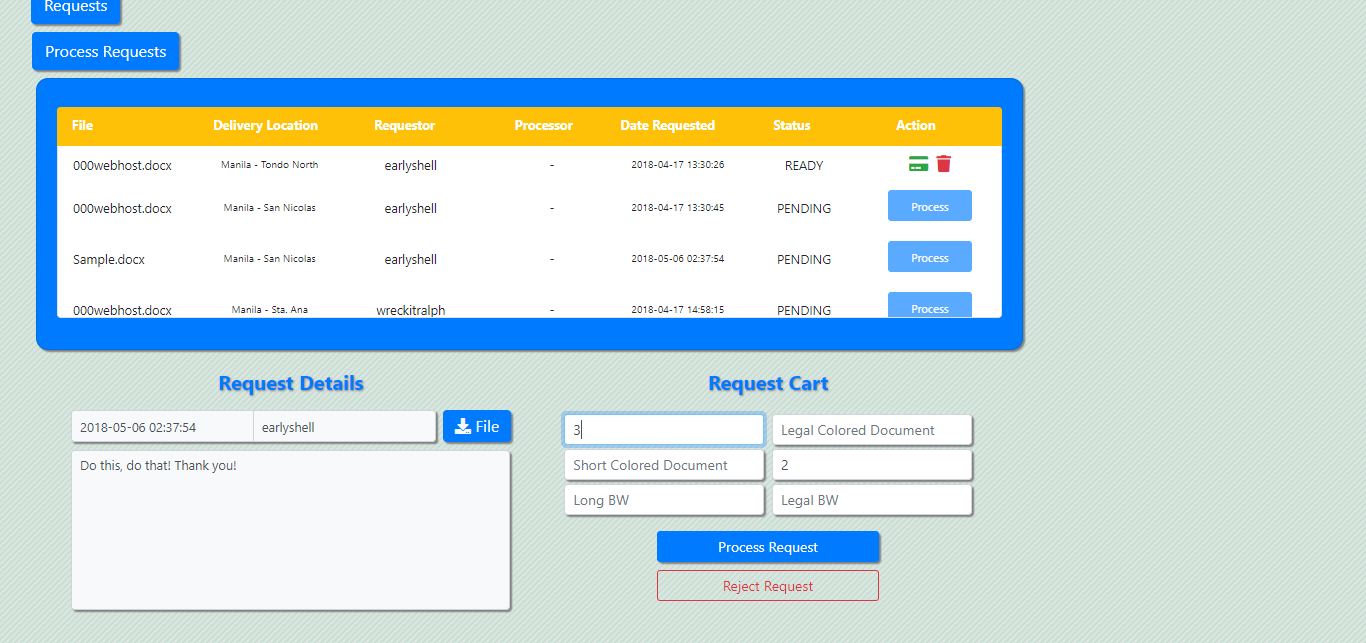 Requests
Process Requests
File Delivery Location Requestor Processor Date Requested Status Action
000webhost.docx Manila - Tondo North earlyshell - 2018-04-17 13:30:26 READY
000webhost.docx Manila - San Nicolas earlyshell - 2018-04-17 13:30:45 PENDING Process
Sample.docx Manila - San Nicolas earlyshell - 2018-05-06 02:37:54 PENDING Process
000webhost.docx Manila - Sta. Ana wreckitralph - 2018-04-17 14:58:15 PENDING Process
Request Details
2018-05-06 02:37:54 earlyshell File
Do this, do that! Thank you!
Request Cart
3 Legal Colored Document
Short Colored Document 2
Long BW Legal BW
Process Request
Reject Request